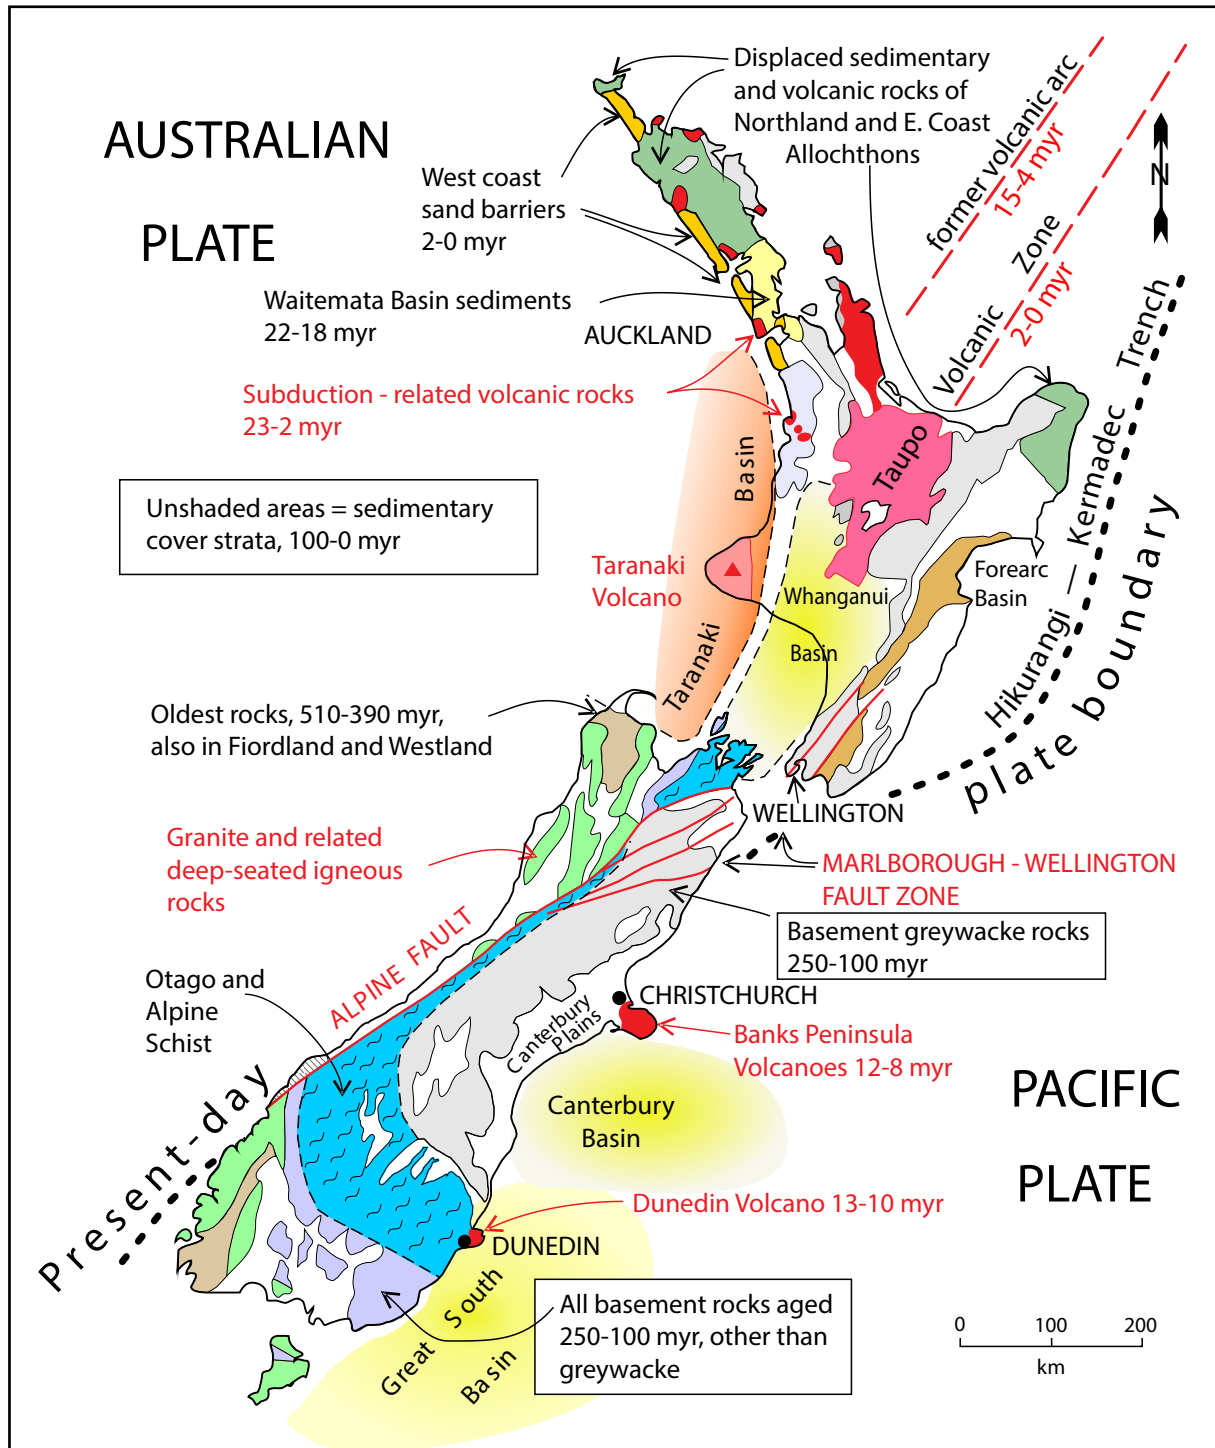 Displaced sedimentary
and volcanic rocks of
Northland and E. Coast
Allochthons
AUSTRALIAN
PLATE
former volcanic arc
15-4 myr
N
West coast
sand barriers
2-0 myr
Volcanic Zone
2-0 myr
Waitemata Basin sediments
22-18 myr
AUCKLAND
Subduction - related volcanic rocks
23-2 myr
Taupo
Hikurangi — Kermadec Trench
plate boundary
Unshaded areas = sedimentary
cover strata, 100-0 myr
Taranaki Basin
Taranaki
Volcano
Whanganui
Basin
Forearc
Basin
Oldest rocks, 510-390 myr,
also in Fiordland and Westland
WELLINGTON
Granite and related
deep-seated igneous
rocks
MARLBOROUGH - WELLINGTON
FAULT ZONE
Basement greywacke rocks
250-100 myr
ALPINE FAULT
Otago and
Alpine
Schist
CHRISTCHURCH
Canterbury
Plains
Banks Peninsula
Volcanoes 12-8 myr
PACIFIC
PLATE
Canterbury
Basin
Present-day
Dunedin Volcano 13-10 myr
DUNEDIN
Great South
Basin
All basement rocks aged
250-100 myr, other than
greywacke
0 100 200
km